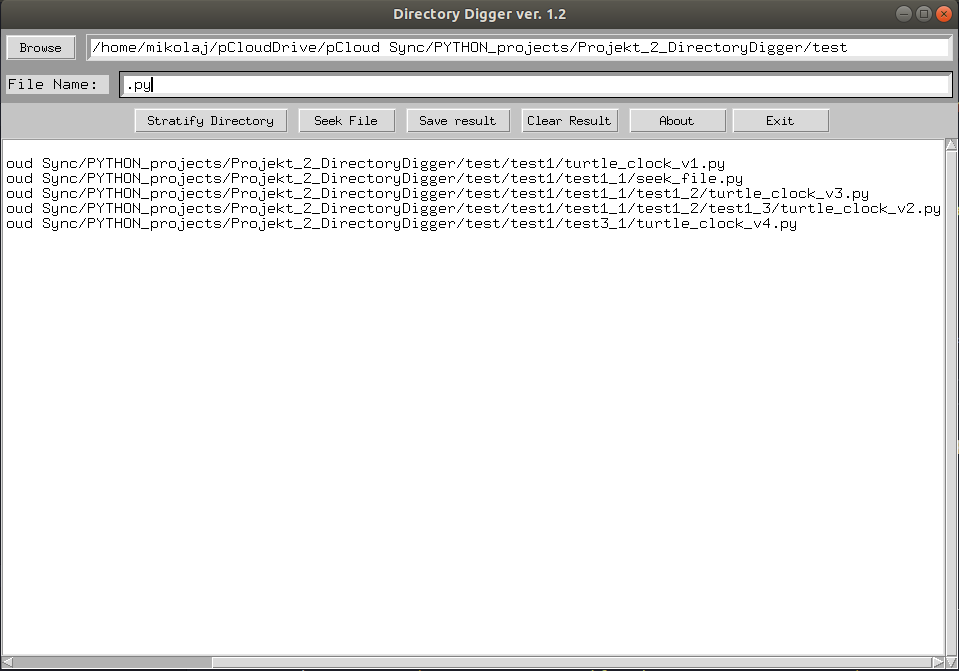 Directory Digger ver. 1.2
Browse /home/mikolaj/pCloudDrive/pCloud Sync/PYTHON_projects/Projekt_2_DirectoryDigger/test
File Name: .py
Stratify Directory Seek File Save result Clear Result About Exit
oud Sync/PYTHON_projects/Projekt_2_DirectoryDigger/test/test1/turtle_clock_v1.py
oud Sync/PYTHON_projects/Projekt_2_DirectoryDigger/test/test1/test1_1/seek_file.py
oud Sync/PYTHON_projects/Projekt_2_DirectoryDigger/test/test1/test1_1/test1_2/turtle_clock_v3.py
oud Sync/PYTHON_projects/Projekt_2_DirectoryDigger/test/test1/test1_1/test1_2/test1_3/turtle_clock_v2.py
oud Sync/PYTHON_projects/Projekt_2_DirectoryDigger/test/test1/test3_1/turtle_clock_v4.py